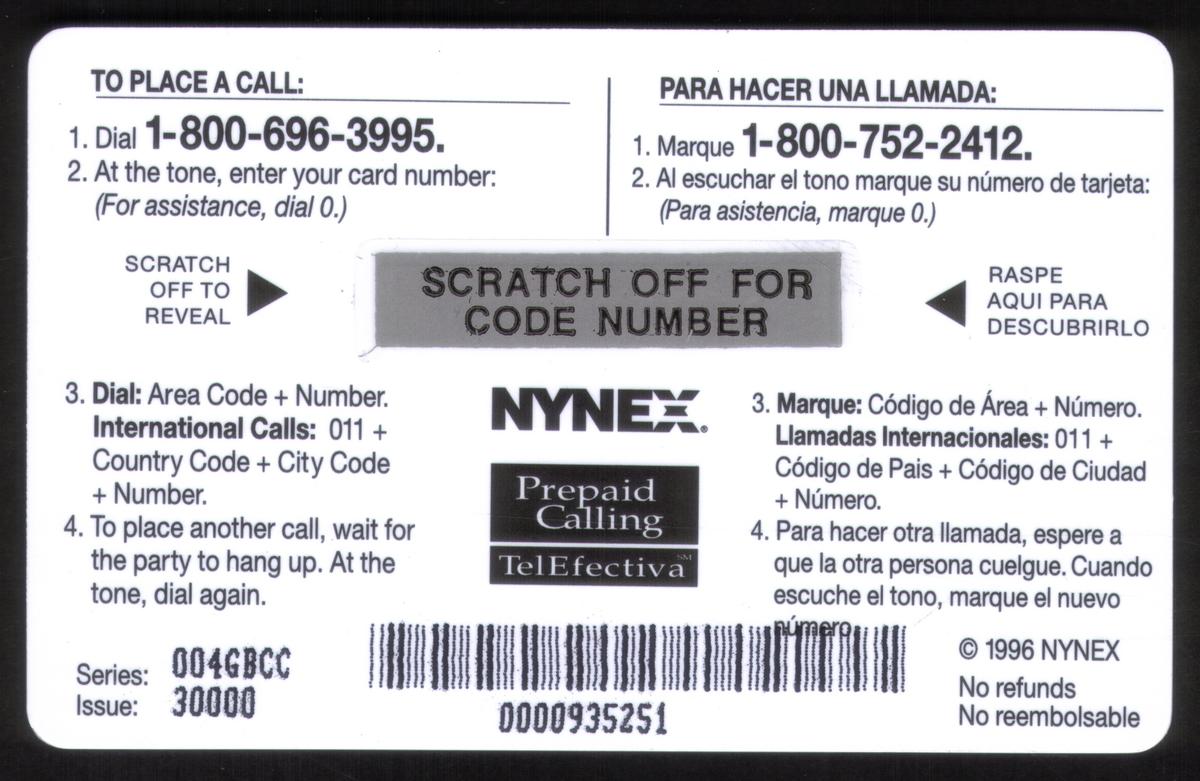 TO PLACE A CALL:
1. Dial 1-800-696-3995.
2. At the tone, enter your card number:
(For assistance, dial 0.)
PARA HACER UNA LLAMADA:
1. Marque 1-800-752-2412.
2. Al escuchar el tono marque su número de tarjeta:
(Para asistencia, marque 0.)
SCRATCH
OFF TO
REVEAL
SCRATCH OFF FOR
CODE NUMBER
RASPE
AQUI PARA
DESCUBRIRLO
3. Dial: Area Code + Number.
International Calls: 011 +
Country Code + City Code
+ Number.
4. To place another call, wait for
the party to hang up. At the
tone, dial again.
NYNEX®
Prepaid
Calling
TelEfectiva℠
3. Marque: Código de Área + Número.
Llamadas Internacionales: 011 +
Código de Pais + Código de Ciudad
+ Número.
4. Para hacer otra llamada, espere a
que la otra persona cuelgue. Cuando
escuche el tono, marque el nuevo
número.
Series: 004GBCC
Issue: 30000
0000935251
© 1996 NYNEX
No refunds
No reembolsable